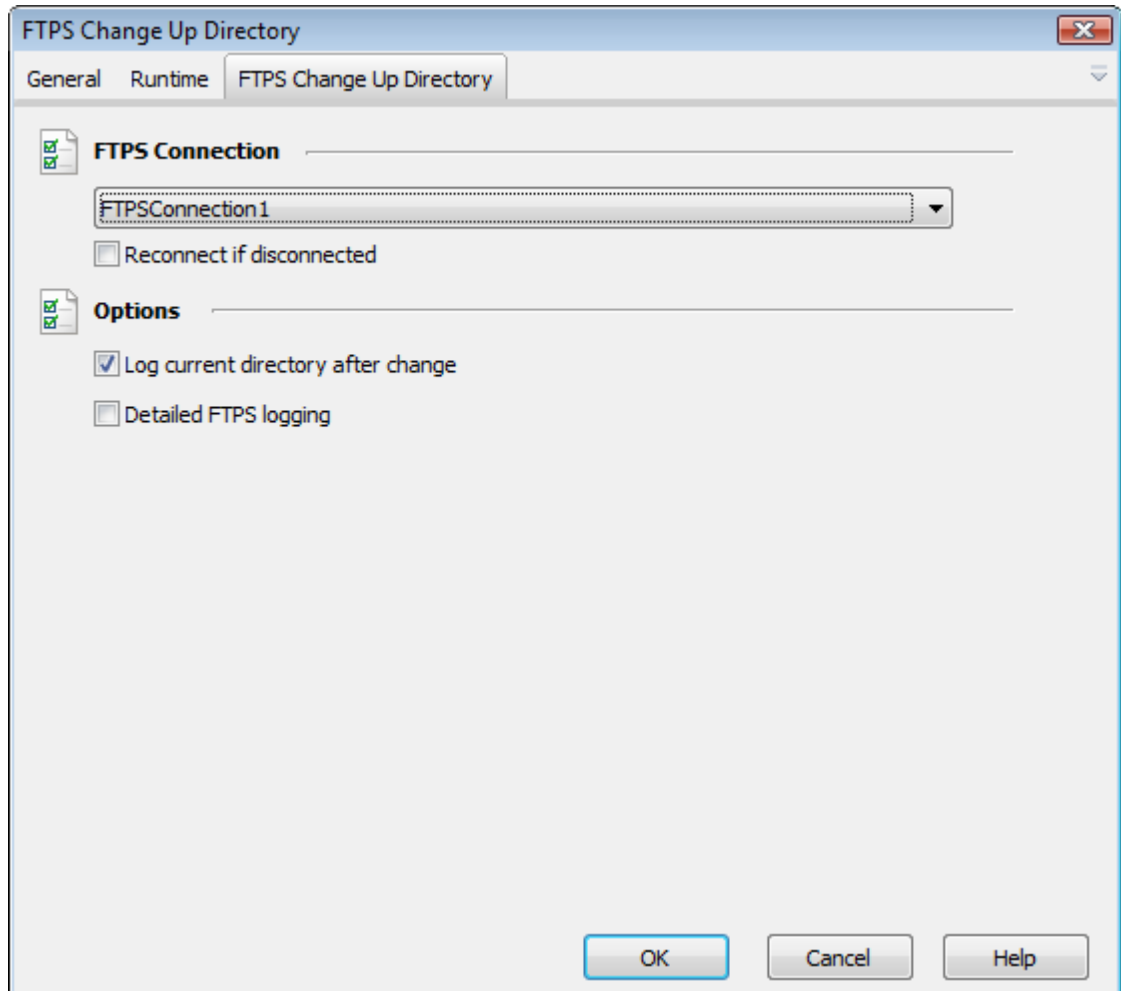 FTPS Change Up Directory
General Runtime FTPS Change Up Directory
FTPS Connection
FTPSConnection1
Reconnect if disconnected
Options
Log current directory after change
Detailed FTPS logging
OK Cancel Help